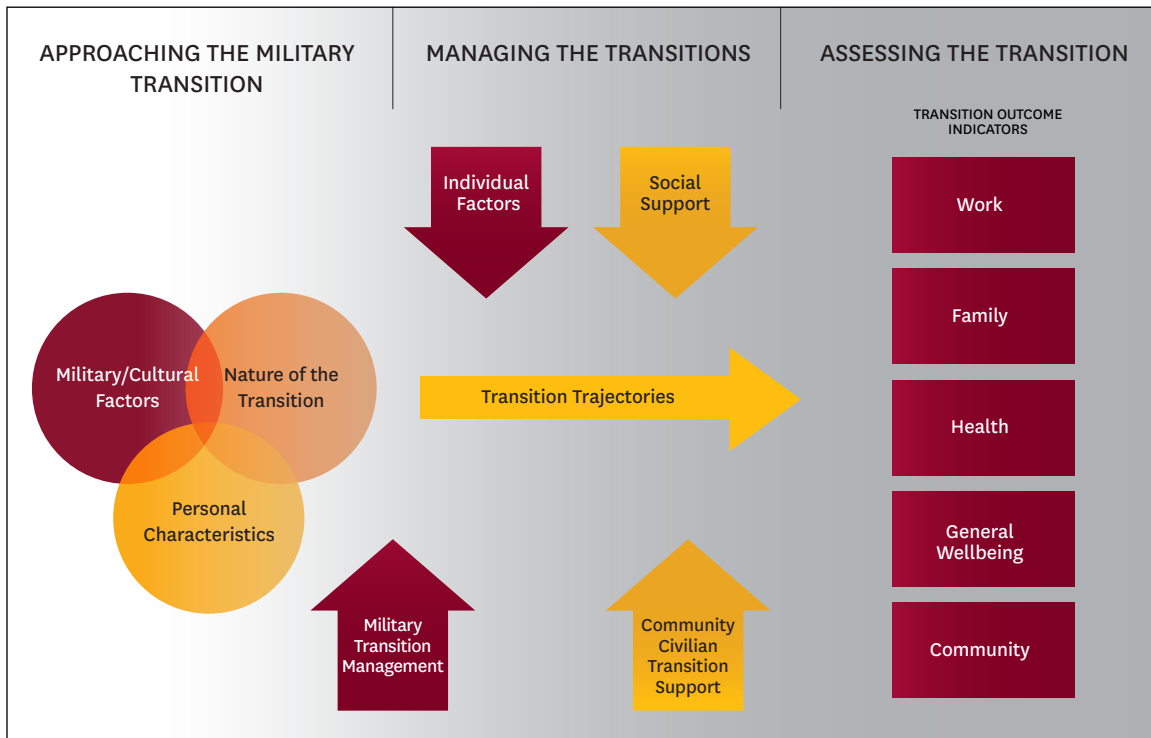 APPROACHING THE MILITARY
TRANSITION
MANAGING THE TRANSITIONS
ASSESSING THE TRANSITION
TRANSITION OUTCOME
INDICATORS
Individual
Factors
Social
Support
Work
Family
Military/Cultural
Factors
Nature of the
Transition
Transition Trajectories
Health
Personal
Characteristics
General
Wellbeing
Military
Transition
Management
Community
Civilian
Transition
Support
Community